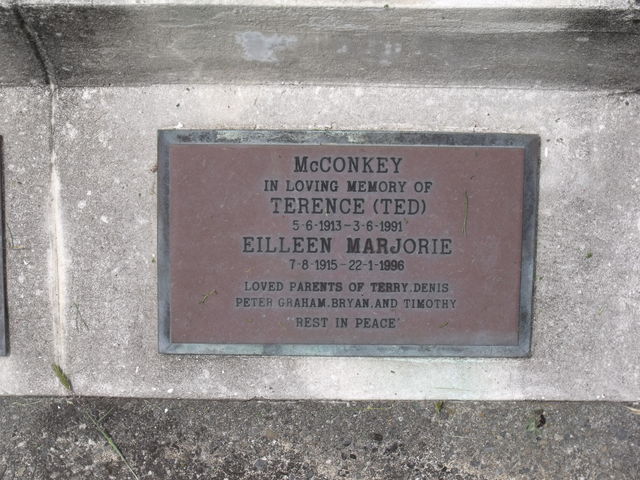 McCONKEY
IN LOVING MEMORY OF
TERENCE (TED)
5-6-1913-3-6-1991
EILLEEN MARJORIE
7-8-1915-22-1-1996
LOVED PARENTS OF TERRY, DENIS
PETER GRAHAM, BRYAN, AND TIMOTHY
'REST IN PEACE'